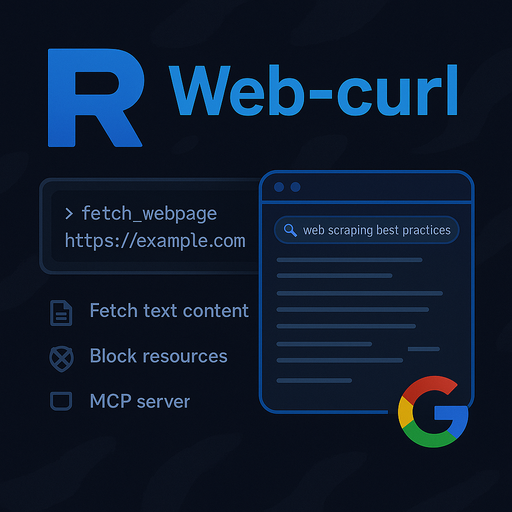 R Web-curl
> fetch_webpage
https://example.com
web scraping best practices
Fetch text content
Block resources
MCP server
G